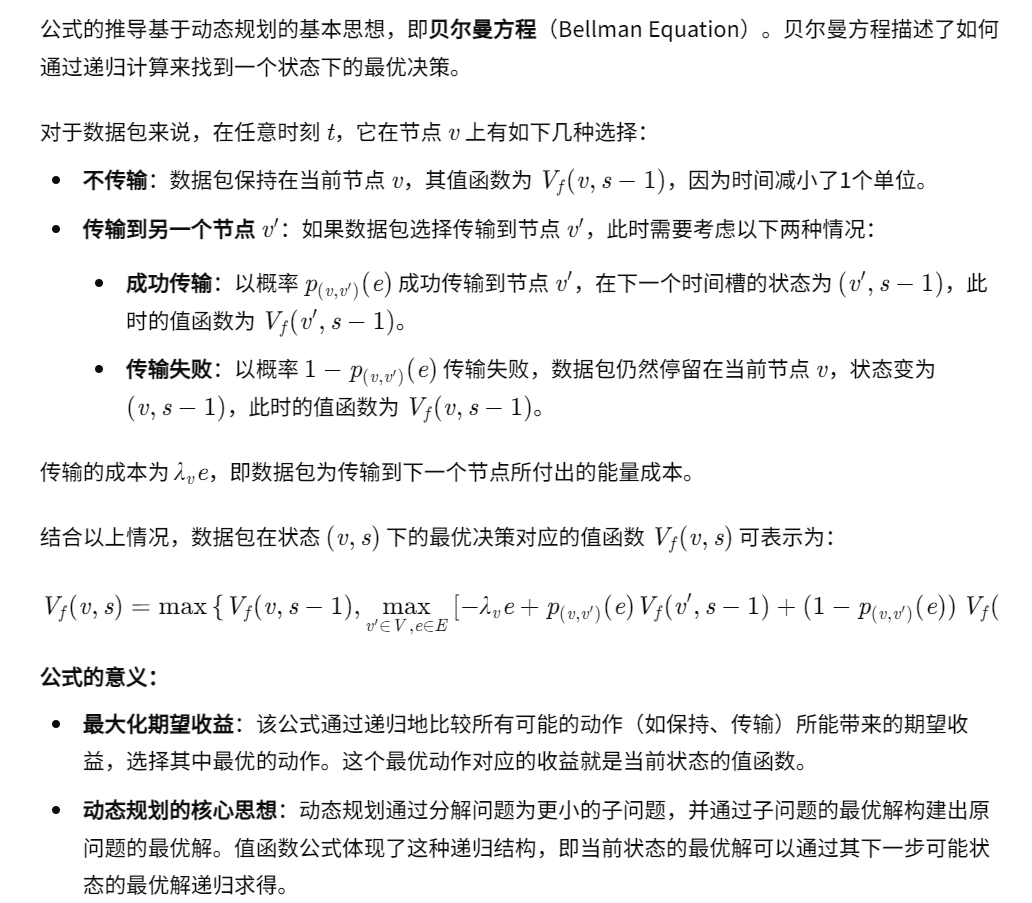 公式的推导基于动态规划的基本思想，即贝尔曼方程（Bellman Equation）。贝尔曼方程描述了如何
通过递归计算来找到一个状态下的最优决策。
对于数据包来说，在任意时刻 t，它在节点 v 上有如下几种选择：
• 不传输：数据包保持在当前节点 v，其值函数为 V_f(v, s − 1)，因为时间减小了1个单位。
• 传输到另一个节点 v′：如果数据包选择传输到节点 v′，此时需要考虑以下两种情况：
• 成功传输：以概率 p_{(v,v′)}(e) 成功传输到节点 v′，在下一个时间槽的状态为 (v′, s − 1)，此
时的值函数为 V_f(v′, s − 1)。
• 传输失败：以概率 1 − p_{(v,v′)}(e) 传输失败，数据包仍然停留在当前节点 v，状态变为
(v, s − 1)，此时的值函数为 V_f(v, s − 1)。
传输的成本为 λ_v e，即数据包为传输到下一个节点所付出的能量成本。
结合以上情况，数据包在状态 (v, s) 下的最优决策对应的值函数 V_f(v, s) 可表示为：
V_f(v, s) = max { V_f(v, s − 1), max_{v′∈V,e∈E} [−λ_v e + p_{(v,v′)}(e) V_f(v′, s − 1) + (1 − p_{(v,v′)}(e)) V_f(
公式的意义：
• 最大化期望收益：该公式通过递归地比较所有可能的动作（如保持、传输）所能带来的期望收
益，选择其中最优的动作。这个最优动作对应的收益就是当前状态的值函数。
• 动态规划的核心思想：动态规划通过分解问题为更小的子问题，并通过子问题的最优解构建出原
问题的最优解。值函数公式体现了这种递归结构，即当前状态的最优解可以通过其下一步可能状
态的最优解递归求得。